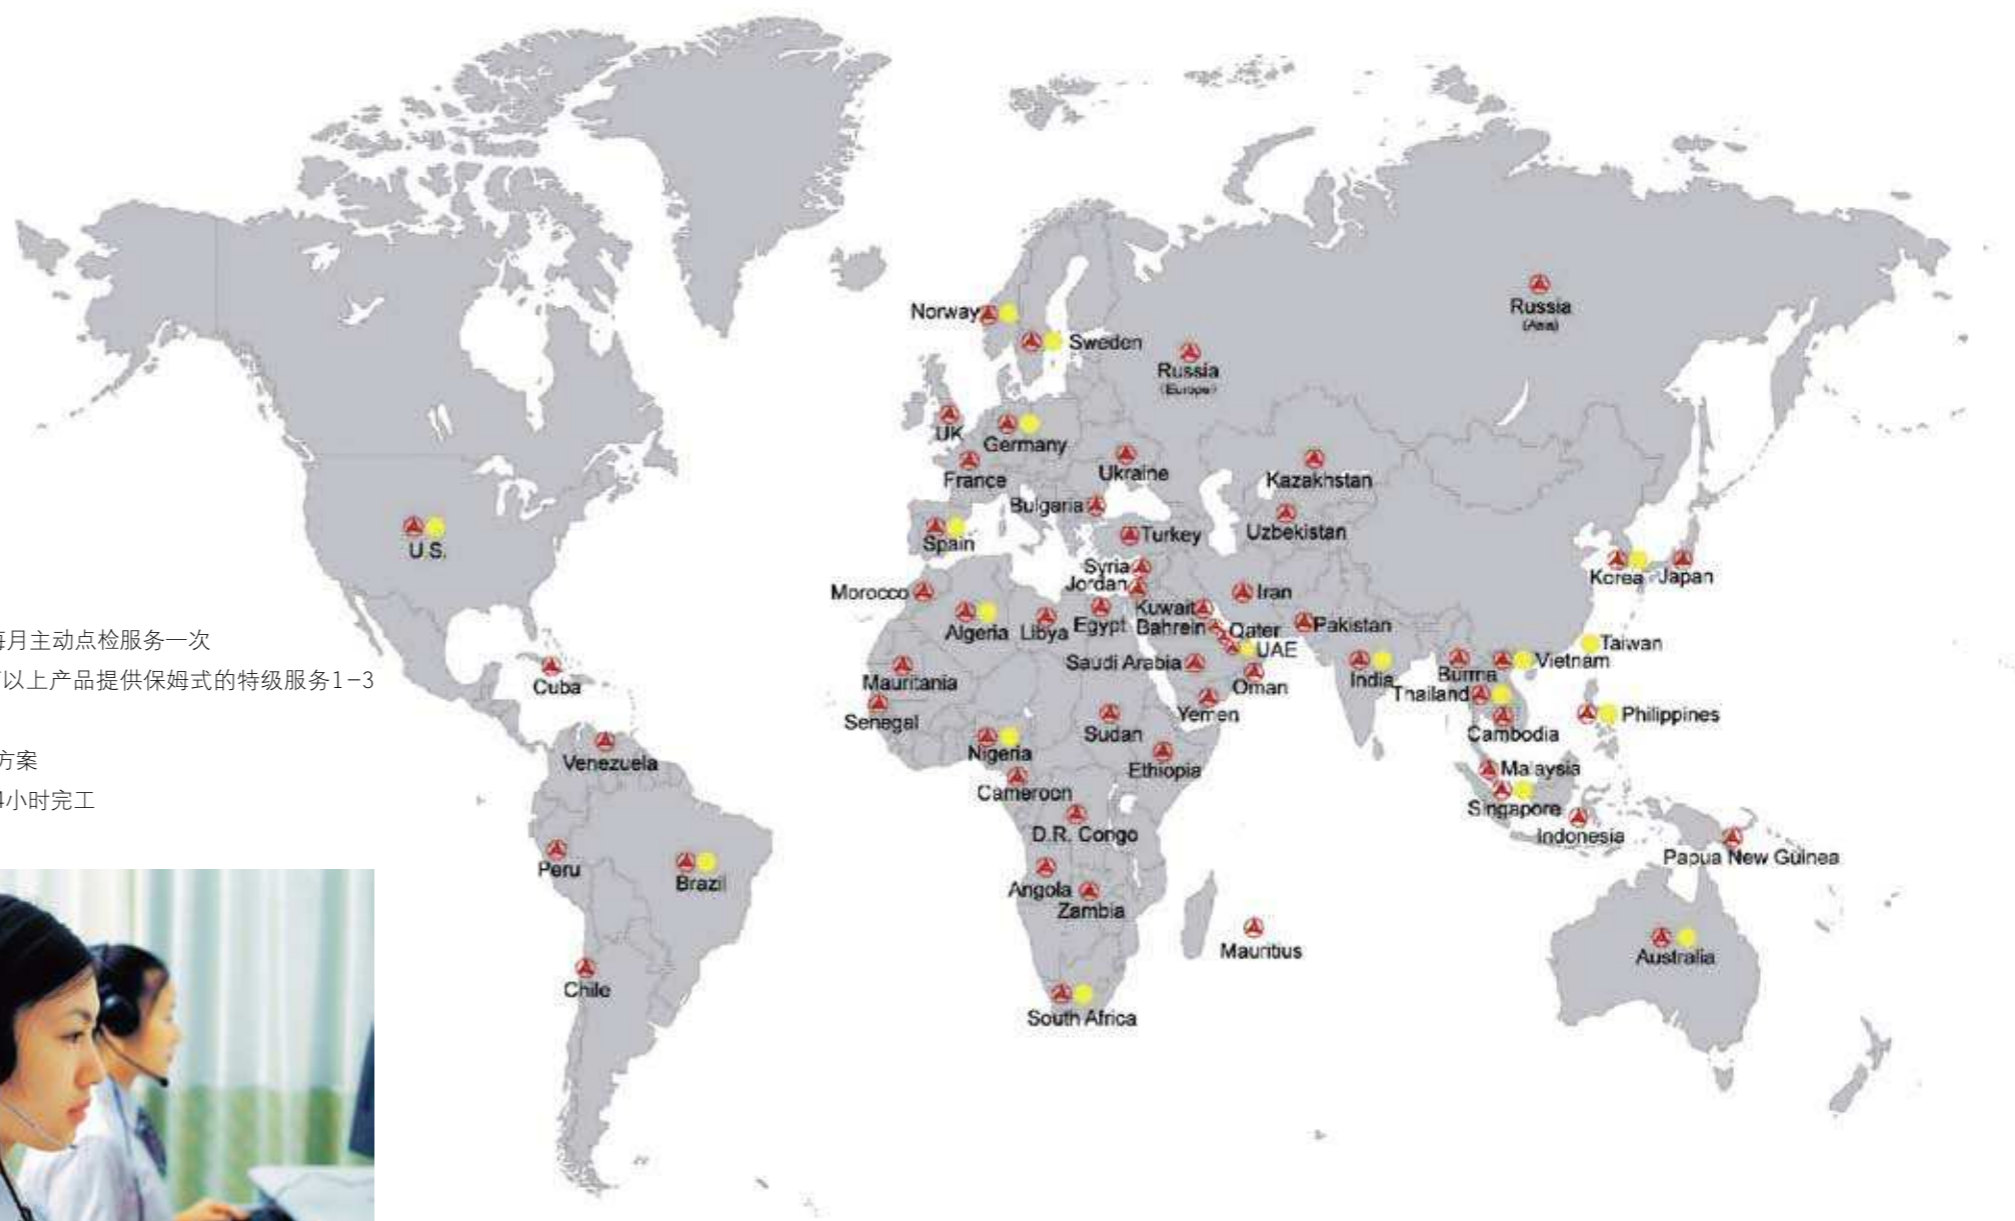 每月主动点检服务一次
以上产品提供保姆式的特级服务1-3
方案
4小时完工
Norway
Sweden
Russia
(Asia)
Russia
(Europe)
UK
Germany
France
Ukraine
Kazakhstan
Bulgaria
U.S.
Spain
Turkey
Uzbekistan
Syria
Jordan
Korea
Japan
Morocco
Iran
Algeria
Libya
Egypt
Kuwait
Bahrein
Qater
Pakistan
UAE
Taiwan
Saudi Arabia
Mauritania
Oman
India
Burma
Vietnam
Cuba
Thailand
Senegal
Yemen
Philippines
Sudan
Cambodia
Venezuela
Nigeria
Ethiopia
Malaysia
Cameroon
Singapore
D.R. Congo
Indonesia
Papua New Guinea
Peru
Brazil
Angola
Zambia
Mauritius
Australia
Chile
South Africa